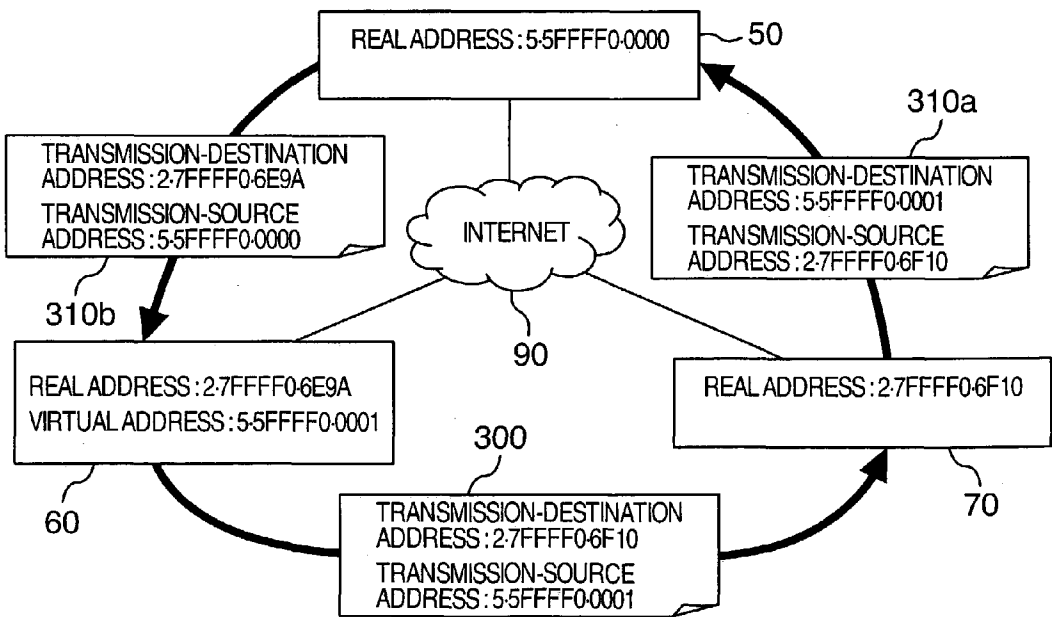 REAL ADDRESS : 5·5FFFF0·0000
50
310a
TRANSMISSION-DESTINATION
ADDRESS : 2·7FFFF0·6E9A
TRANSMISSION-SOURCE
ADDRESS : 5·5FFFF0·0000
TRANSMISSION-DESTINATION
ADDRESS : 5·5FFFF0·0001
TRANSMISSION-SOURCE
ADDRESS : 2·7FFFF0·6F10
INTERNET
310b
90
REAL ADDRESS : 2·7FFFF0·6E9A
VIRTUAL ADDRESS : 5·5FFFF0·0001
REAL ADDRESS : 2·7FFFF0·6F10
300
60
70
TRANSMISSION-DESTINATION
ADDRESS : 2·7FFFF0·6F10
TRANSMISSION-SOURCE
ADDRESS : 5·5FFFF0·0001